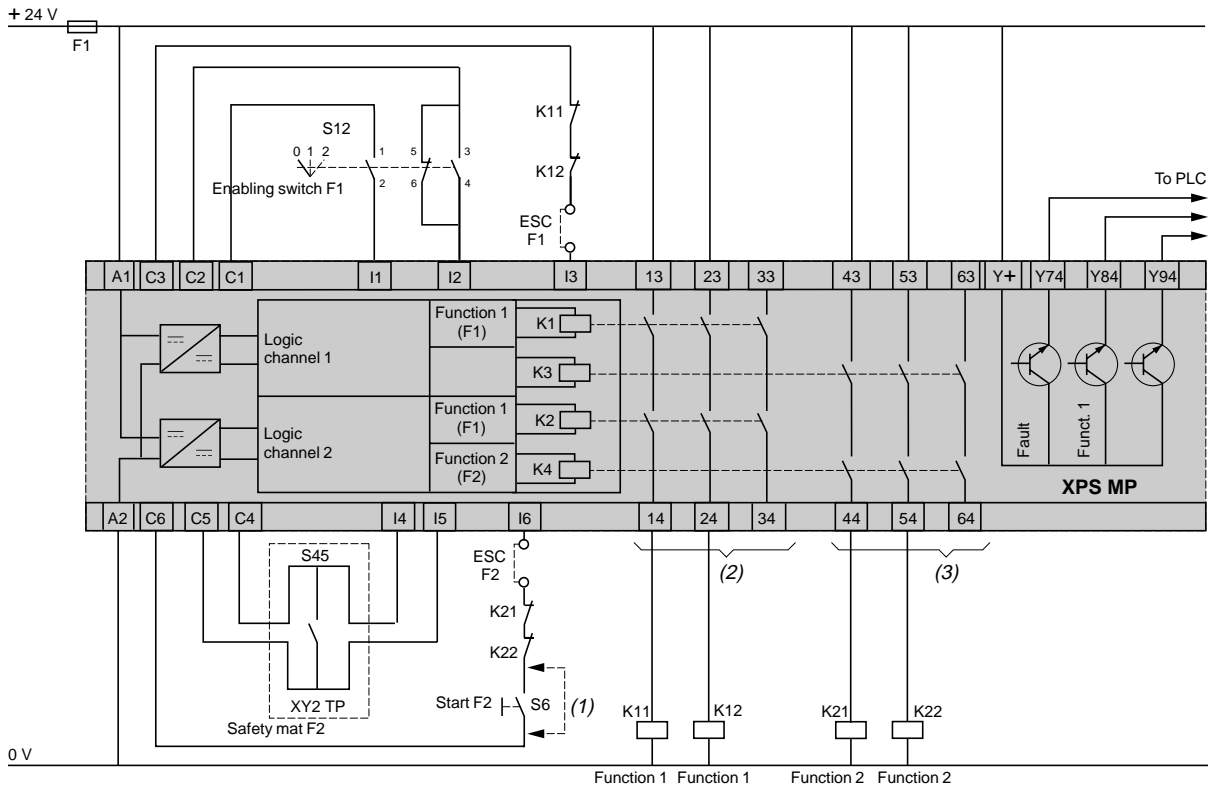 + 24 V
F1
S12
0 1 2
1
2
5
6
3
4
Enabling switch F1
K11
K12
ESC
F1
To PLC
A1 C3 C2 C1 I1 I2 I3 13 23 33 43 53 63 Y+ Y74 Y84 Y94
Logic
channel 1
Function 1
(F1)
K1
K3
Logic
channel 2
Function 1
(F1)
K2
Function 2
(F2)
K4
Fault
Funct. 1
XPS MP
A2 C6 C5 C4 I4 I5 I6 14 24 34 44 54 64
S45
XY2 TP
Safety mat F2
ESC
F2
K21
K22
Start F2
S6
(1)
(2)
(3)
K11
K12
K21
K22
0 V
Function 1 Function 1 Function 2 Function 2